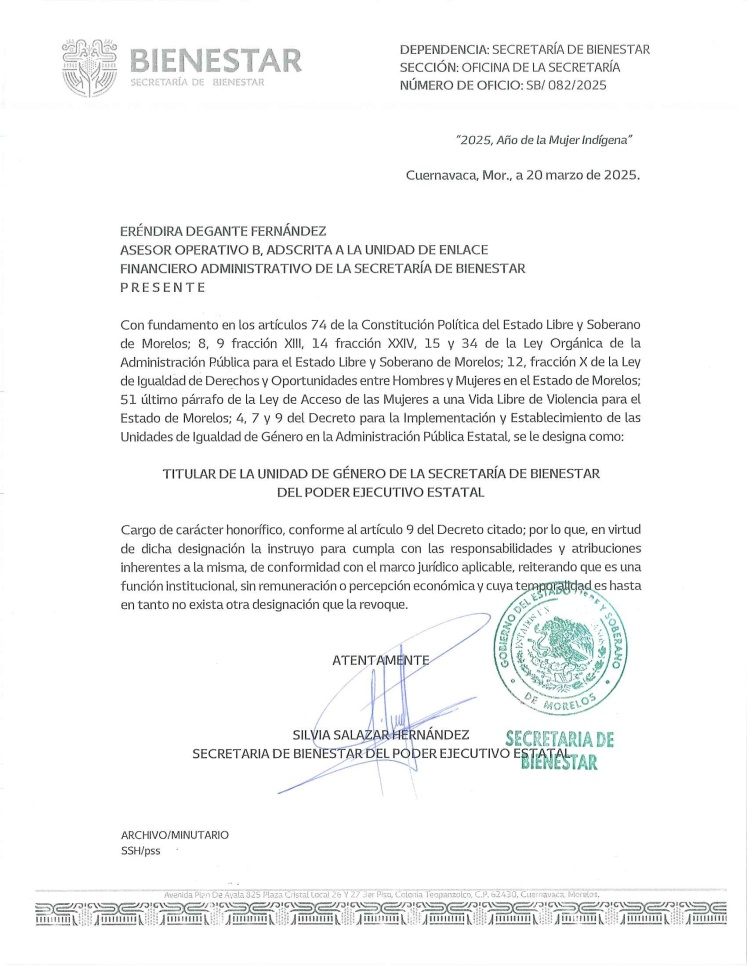 BIENESTAR
SECRETARÍA DE BIENESTAR
DEPENDENCIA: SECRETARÍA DE BIENESTAR
SECCIÓN: OFICINA DE LA SECRETARÍA
NÚMERO DE OFICIO: SB/ 082/2025
"2025, Año de la Mujer Indígena"
Cuernavaca, Mor., a 20 marzo de 2025.
ERÉNDIRA DEGANTE FERNÁNDEZ
ASESOR OPERATIVO B, ADSCRITA A LA UNIDAD DE ENLACE
FINANCIERO ADMINISTRATIVO DE LA SECRETARÍA DE BIENESTAR
P R E S E N T E
Con fundamento en los artículos 74 de la Constitución Política del Estado Libre y Soberano
de Morelos; 8, 9 fracción XIII, 14 fracción XXIV, 15 y 34 de la Ley Orgánica de la
Administración Pública para el Estado Libre y Soberano de Morelos; 12, fracción X de la Ley
de Igualdad de Derechos y Oportunidades entre Hombres y Mujeres en el Estado de Morelos;
51 último párrafo de la Ley de Acceso de las Mujeres a una Vida Libre de Violencia para el
Estado de Morelos; 4, 7 y 9 del Decreto para la Implementación y Establecimiento de las
Unidades de Igualdad de Género en la Administración Pública Estatal, se le designa como:
TITULAR DE LA UNIDAD DE GÉNERO DE LA SECRETARÍA DE BIENESTAR
DEL PODER EJECUTIVO ESTATAL
Cargo de carácter honorífico, conforme al artículo 9 del Decreto citado; por lo que, en virtud
de dicha designación la instruyo para cumpla con las responsabilidades y atribuciones
inherentes a la misma, de conformidad con el marco jurídico aplicable, reiterando que es una
función institucional, sin remuneración o percepción económica y cuya temporalidad es hasta
en tanto no exista otra designación que la revoque.
GOBIERNO DEL ESTADO LIBRE Y SOBERANO
DE MORELOS
ATENTAMENTE
SILVIA SALAZAR HERNÁNDEZ
SECRETARIA DE BIENESTAR DEL PODER EJECUTIVO ESTATAL
SECRETARIA DE
BIENESTAR
ARCHIVO/MINUTARIO
SSH/pss
Avenida Plan De Ayala 825 Plaza Cristal Local 26 Y 27 3er Piso, Colonia Teopanzolco, C.P. 62430, Cuernavaca, Morelos.